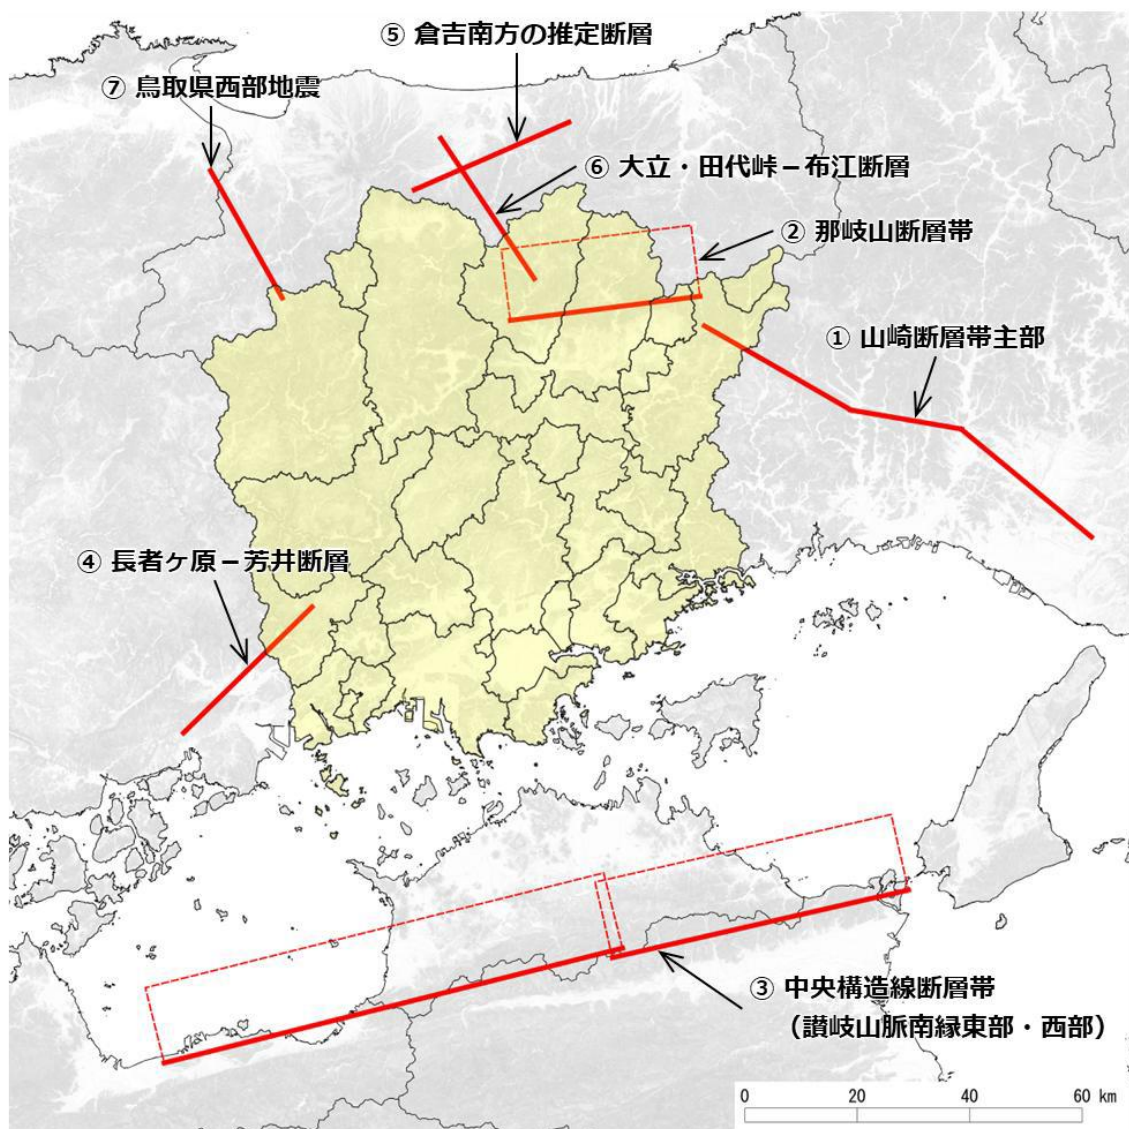 ⑤ 倉吉南方の推定断層
⑦ 鳥取県西部地震
⑥ 大立・田代峠－布江断層
② 那岐山断層帯
① 山崎断層帯主部
④ 長者ヶ原－芳井断層
③ 中央構造線断層帯
(讃岐山脈南縁東部・西部)
0 20 40 60 km